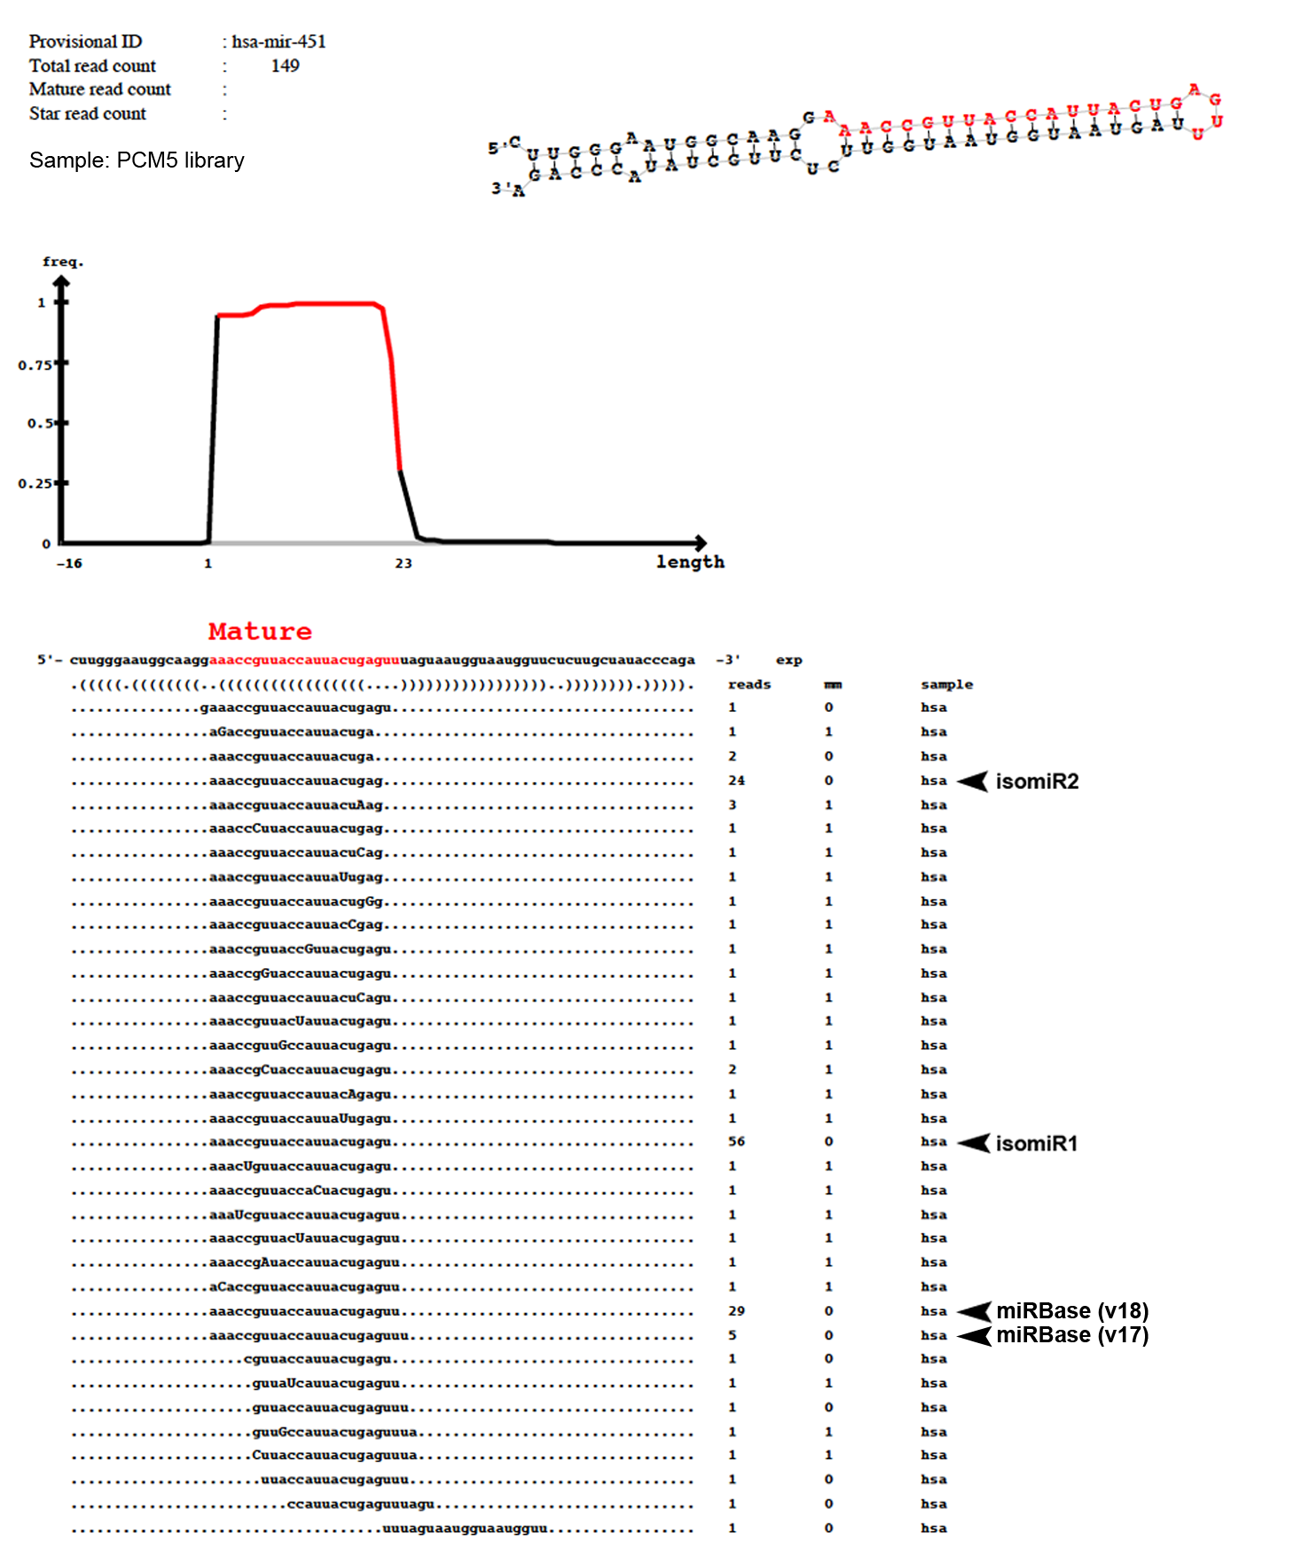 Provisional ID : hsa-mir-451
Total read count : 149
Mature read count :
Star read count :
Sample: PCM5 library
5'C UUGGGAAUGGCAAGGAAACCGUUACCAUUACUGAGUU
3'AGACCCAUAUCGUUCUCUUGGUAAUGGUAAUGAU
freq.
1
0.75
0.5
0.25
0
-16 1 23 length
Mature
5'- cuugggaauggcaaggaaaccguuaccauuacugaguuuaguaaugguaaugguucucuugcuauacccaga -3' exp
.(((((.((((((((..(((((((((((((((((....)))))))))))))))))..)))))))).))))). reads mm sample
...............gaaaccguuaccauuacugagu................................... 1 0 hsa
................aGaccguuaccauuacuga..................................... 1 1 hsa
................aaaccguuaccauuacuga..................................... 2 0 hsa
................aaaccguuaccauuacugag.................................... 24 0 hsa isomiR2
................aaaccguuaccauuacuAag.................................... 3 1 hsa
................aaaccCuuaccauuacugag.................................... 1 1 hsa
................aaaccguuaccauuacuCag.................................... 1 1 hsa
................aaaccguuaccauuaUugag.................................... 1 1 hsa
................aaaccguuaccauuacugGg.................................... 1 1 hsa
................aaaccguuaccauuacCgag.................................... 1 1 hsa
................aaaccguuaccGuuacugagu................................... 1 1 hsa
................aaaccgGuaccauuacugagu................................... 1 1 hsa
................aaaccguuaccauuacuCagu................................... 1 1 hsa
................aaaccguuacUauuacugagu................................... 1 1 hsa
................aaaccguuGccauuacugagu................................... 1 1 hsa
................aaaccgCuaccauuacugagu................................... 2 1 hsa
................aaaccguuaccauuacAgagu................................... 1 1 hsa
................aaaccguuaccauuaUugagu................................... 1 1 hsa
................aaaccguuaccauuacugagu................................... 56 0 hsa isomiR1
................aaacUguuaccauuacugagu................................... 1 1 hsa
................aaaccguuaccaCuacugagu................................... 1 1 hsa
................aaaUcguuaccauuacugaguu.................................. 1 1 hsa
................aaaccguuacUauuacugaguu.................................. 1 1 hsa
................aaaccgAuaccauuacugaguu.................................. 1 1 hsa
................aCaccguuaccauuacugaguu.................................. 1 1 hsa
................aaaccguuaccauuacugaguu.................................. 29 0 hsa miRBase (v18)
................aaaccguuaccauuacugaguuu................................. 5 0 hsa miRBase (v17)
....................cguuaccauuacugagu................................... 1 0 hsa
.....................guuaUcauuacugaguu.................................. 1 1 hsa
.....................guuaccauuacugaguuu................................. 1 0 hsa
.....................guuGccauuacugaguuua................................ 1 1 hsa
.....................Cuuaccauuacugaguuua................................ 1 1 hsa
......................uuaccauuacugaguuu................................. 1 0 hsa
.........................ccauuacugaguuuagu.............................. 1 0 hsa
....................................uuuaguaaugguaaugguu................. 1 0 hsa